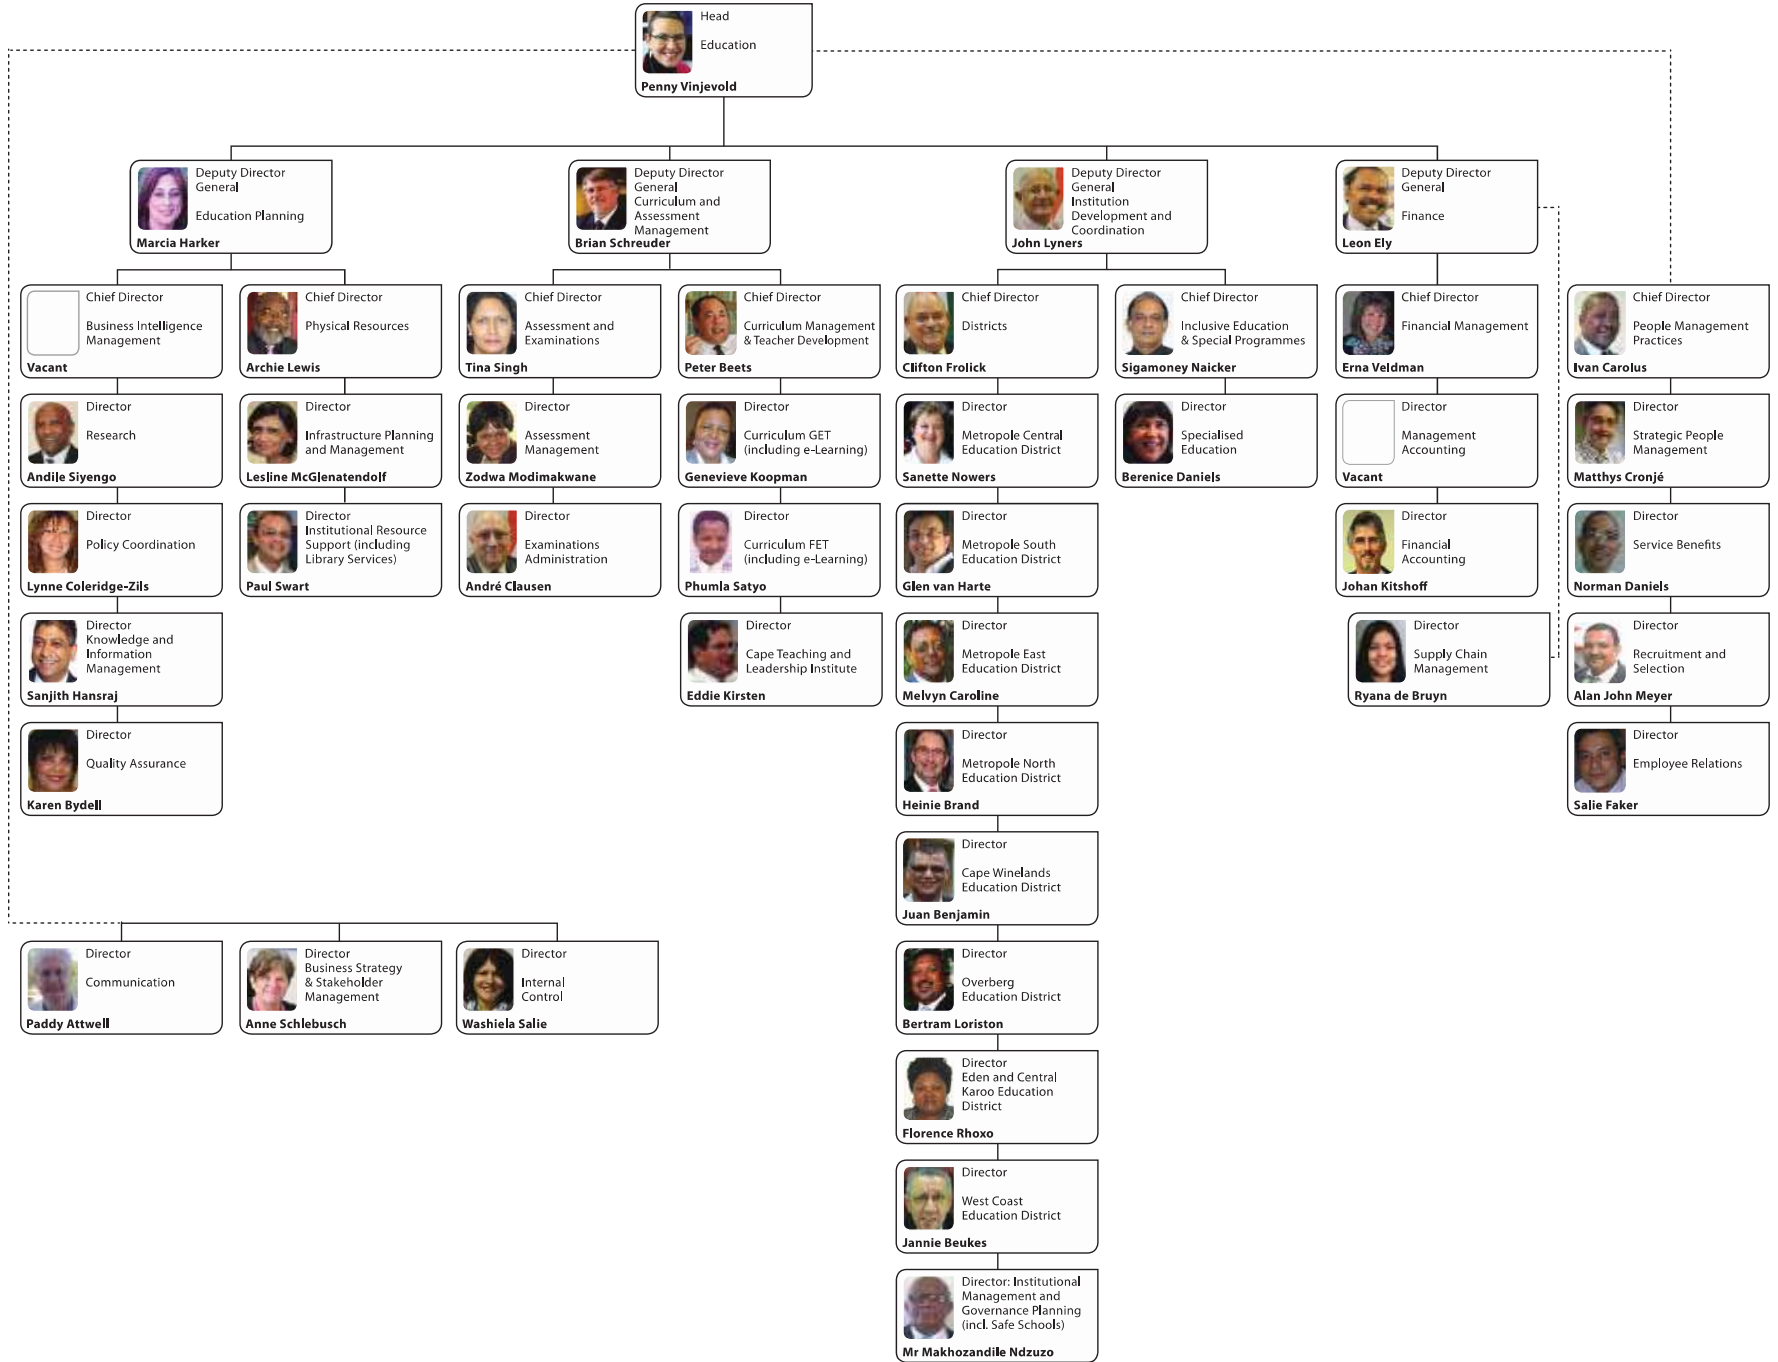 Head
Education
Penny Vinjevold
Deputy Director
General
Education Planning
Marcia Harker
Deputy Director
General
Curriculum and
Assessment
Management
Brian Schreuder
Deputy Director
General
Institution
Development and
Coordination
John Lyners
Deputy Director
General
Finance
Leon Ely
Chief Director
Business Intelligence
Management
Vacant
Chief Director
Physical Resources
Archie Lewis
Chief Director
Assessment and
Examinations
Tina Singh
Chief Director
Curriculum Management
& Teacher Development
Peter Beets
Chief Director
Districts
Clifton Frolick
Chief Director
Inclusive Education
& Special Programmes
Sigamoney Naicker
Chief Director
Financial Management
Erna Veldman
Chief Director
People Management
Practices
Ivan Carolus
Director
Research
Andile Siyengo
Director
Infrastructure Planning
and Management
Lesline McGlenatendolf
Director
Assessment
Management
Zodwa Modimakwane
Director
Curriculum GET
(including e-Learning)
Genevieve Koopman
Director
Metropole Central
Education District
Sanette Nowers
Director
Specialised
Education
Berenice Daniels
Director
Management
Accounting
Vacant
Director
Strategic People
Management
Matthys Cronjé
Director
Policy Coordination
Lynne Coleridge-Zils
Director
Institutional Resource
Support (including
Library Services)
Paul Swart
Director
Examinations
Administration
André Clausen
Director
Curriculum FET
(including e-Learning)
Phumla Satyo
Director
Metropole South
Education District
Glen van Harte
Director
Financial
Accounting
Johan Kitshoff
Director
Service Benefits
Norman Daniels
Director
Knowledge and
Information
Management
Sanjith Hansraj
Director
Cape Teaching and
Leadership Institute
Eddie Kirsten
Director
Metropole East
Education District
Melvyn Caroline
Director
Supply Chain
Management
Ryana de Bruyn
Director
Recruitment and
Selection
Alan John Meyer
Director
Quality Assurance
Karen Bydell
Director
Metropole North
Education District
Heinie Brand
Director
Employee Relations
Salie Faker
Director
Cape Winelands
Education District
Juan Benjamin
Director
Communication
Paddy Attwell
Director
Business Strategy
& Stakeholder
Management
Anne Schlebusch
Director
Internal
Control
Washiela Salie
Director
Overberg
Education District
Bertram Loriston
Director
Eden and Central
Karoo Education
District
Florence Rhoxo
Director
West Coast
Education District
Jannie Beukes
Director: Institutional
Management and
Governance Planning
(incl. Safe Schools)
Mr Makhozandile Ndzuzo